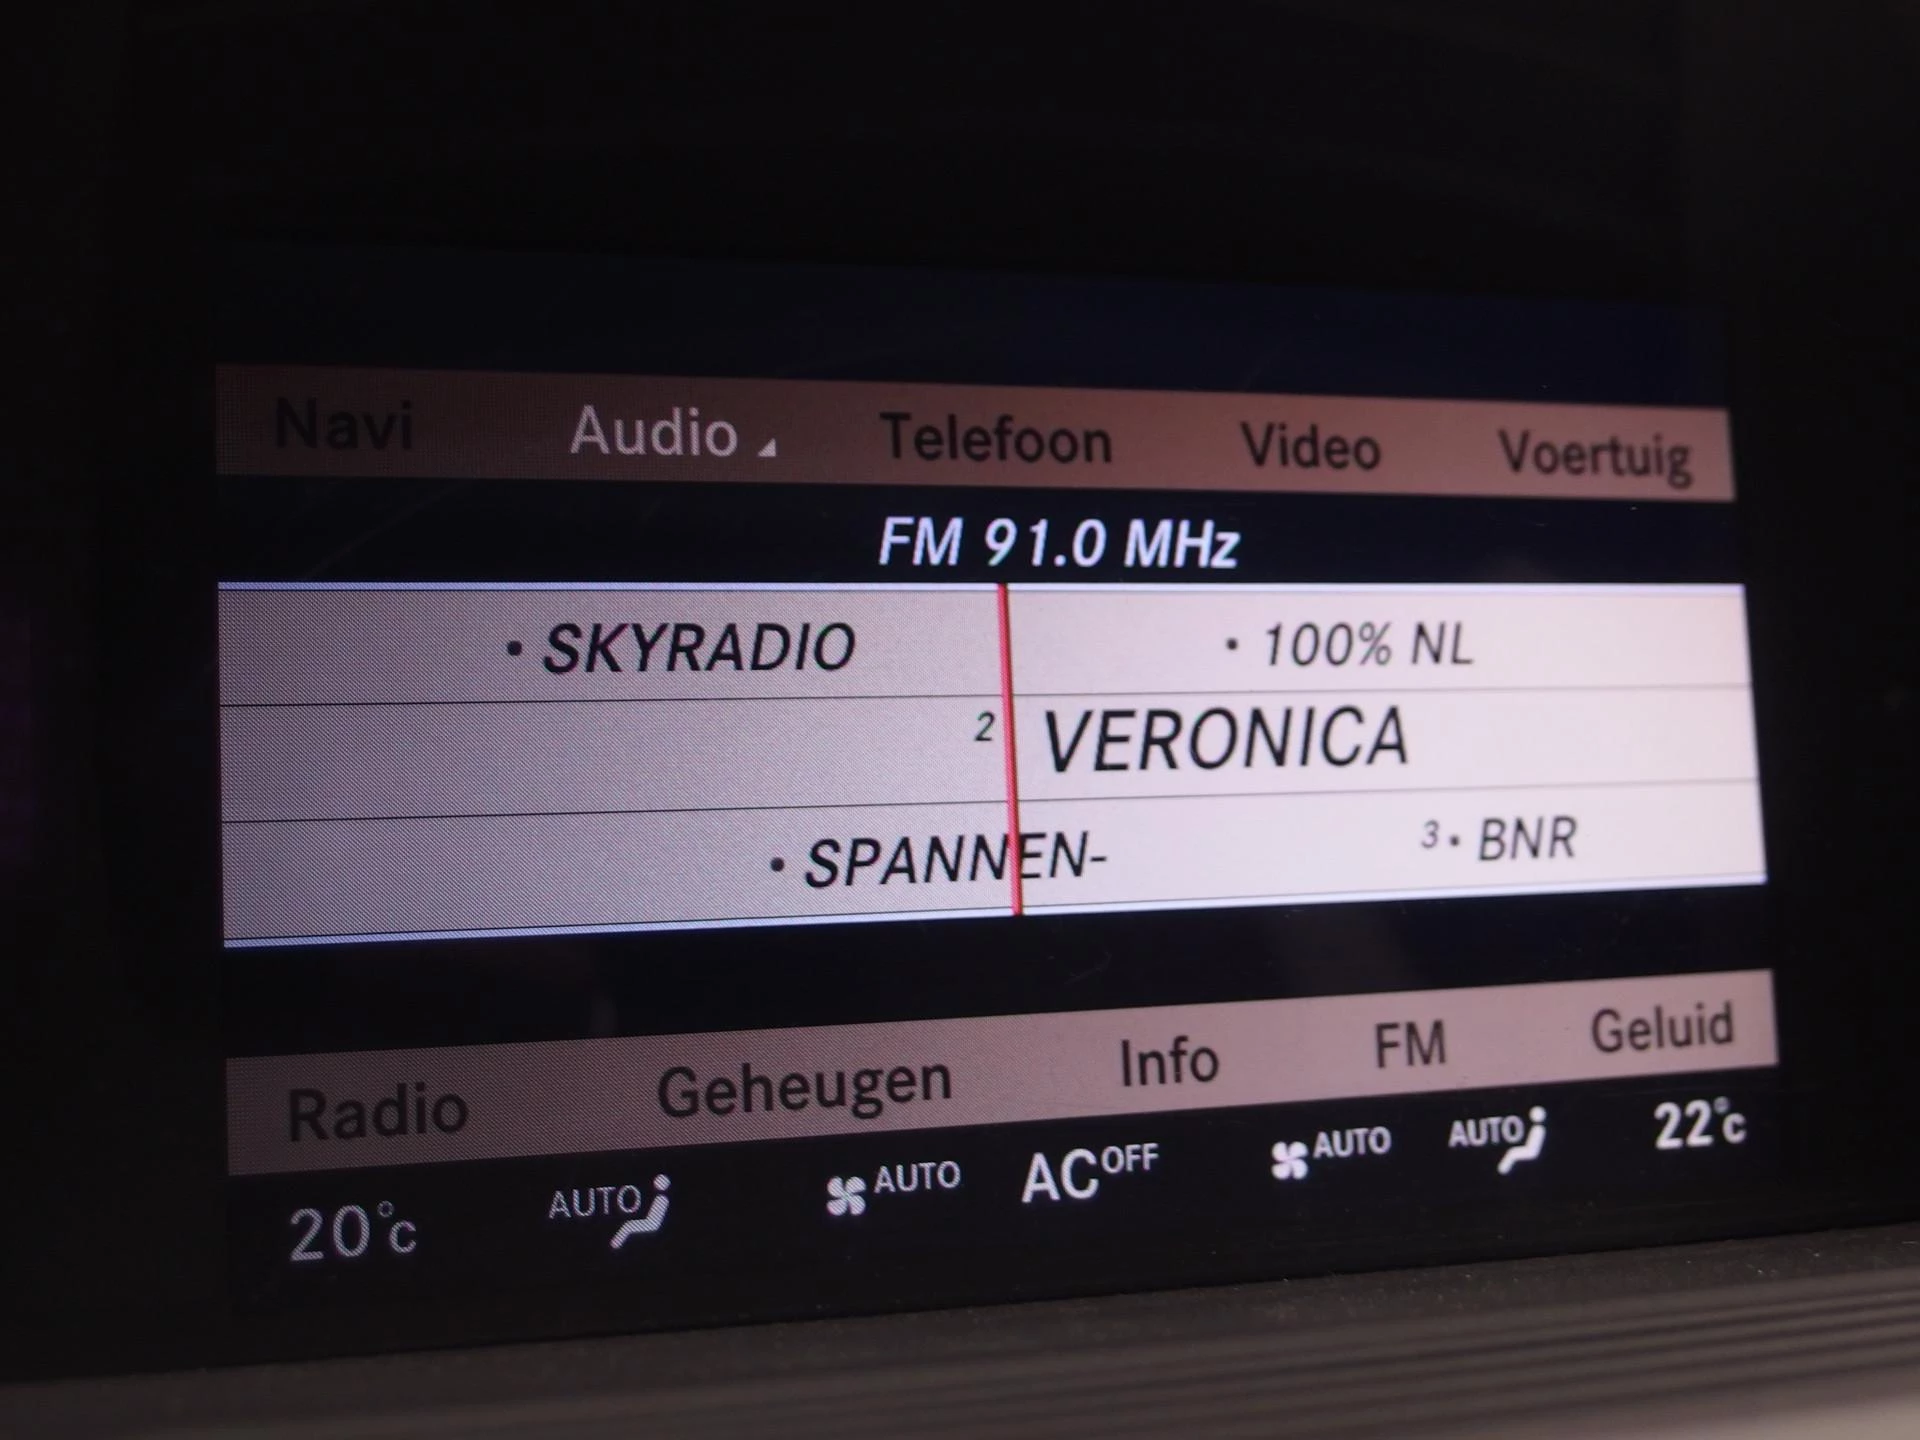 Navi Audio Telefoon Video Voertuig
FM 91.0 MHz
• SKYRADIO • 100% NL
2 VERONICA
• SPANNEN- 3 • BNR
Radio Geheugen Info FM Geluid
20°C AUTO AUTO AC OFF AUTO AUTO 22°C